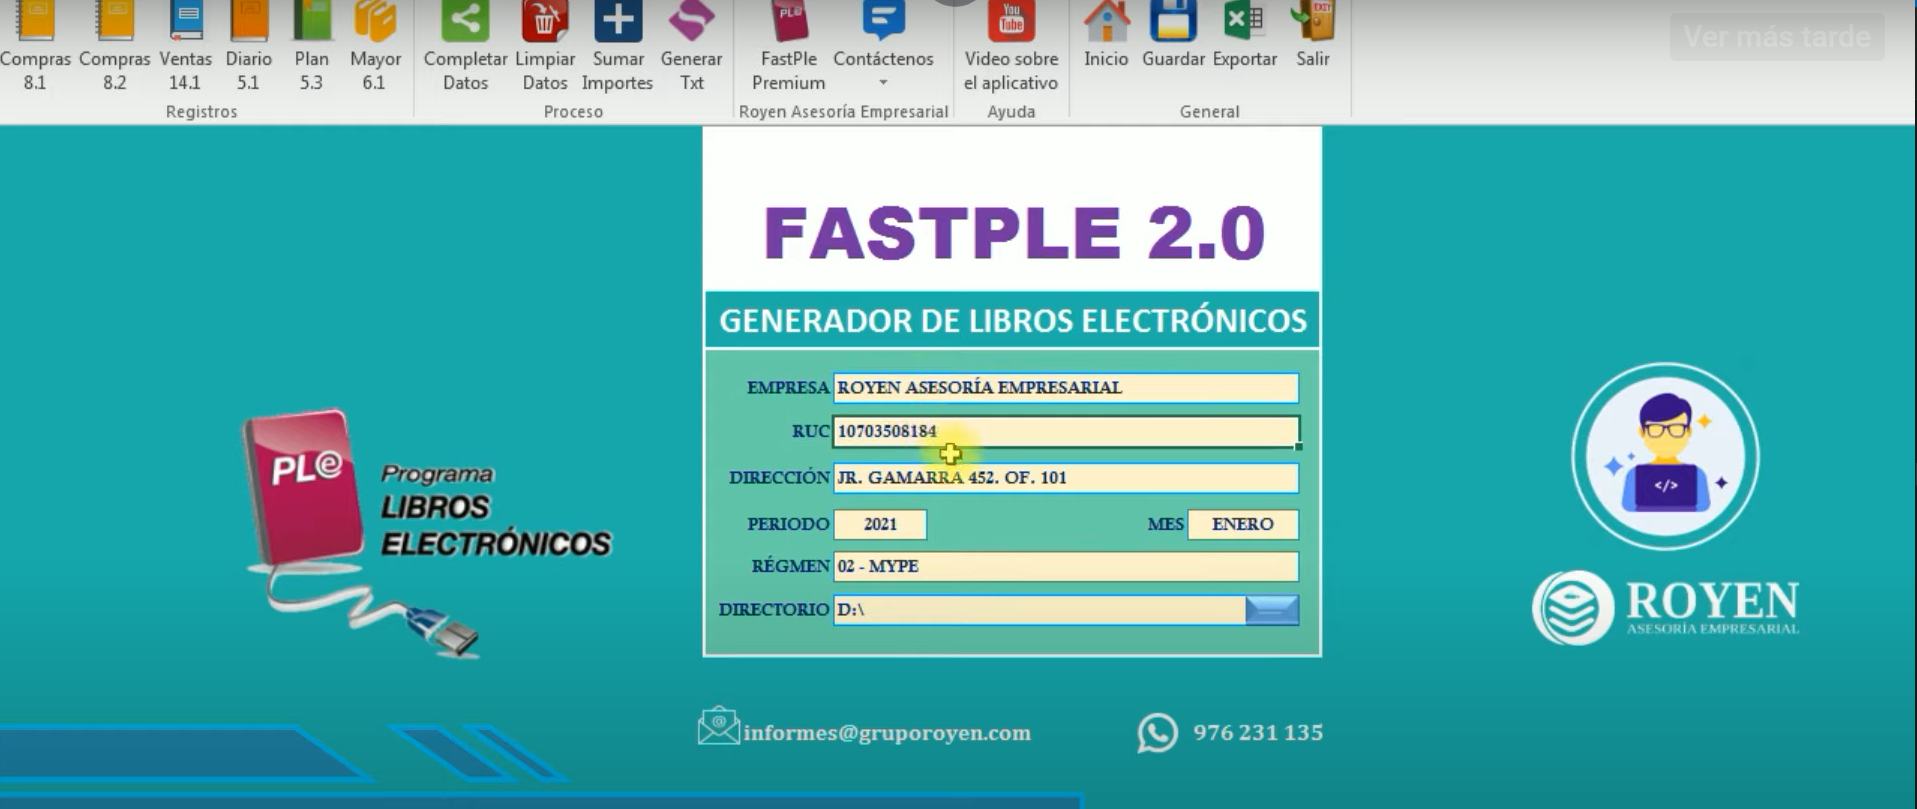 Ver más tarde
Compras 8.1
Compras 8.2
Ventas 14.1
Diario 5.1
Plan 5.3
Mayor 6.1
Registros
Completar Datos
Limpiar Datos
Sumar Importes
Generar Txt
Proceso
PLe
FastPle Premium
Contáctenos
Royen Asesoría Empresarial
You Tube
Video sobre el aplicativo
Ayuda
Inicio
Guardar
Exportar
EXIT
Salir
General
FASTPLE 2.0
GENERADOR DE LIBROS ELECTRÓNICOS
EMPRESA ROYEN ASESORÍA EMPRESARIAL
RUC 10703508184
DIRECCIÓN JR. GAMARRA 452. OF. 101
PERIODO 2021 MES ENERO
RÉGMEN 02 - MYPE
DIRECTORIO D:\
PLe
Programa
LIBROS
ELECTRÓNICOS
</>
ROYEN
ASESORÍA EMPRESARIAL
informes@gruporoyen.com
976 231 135